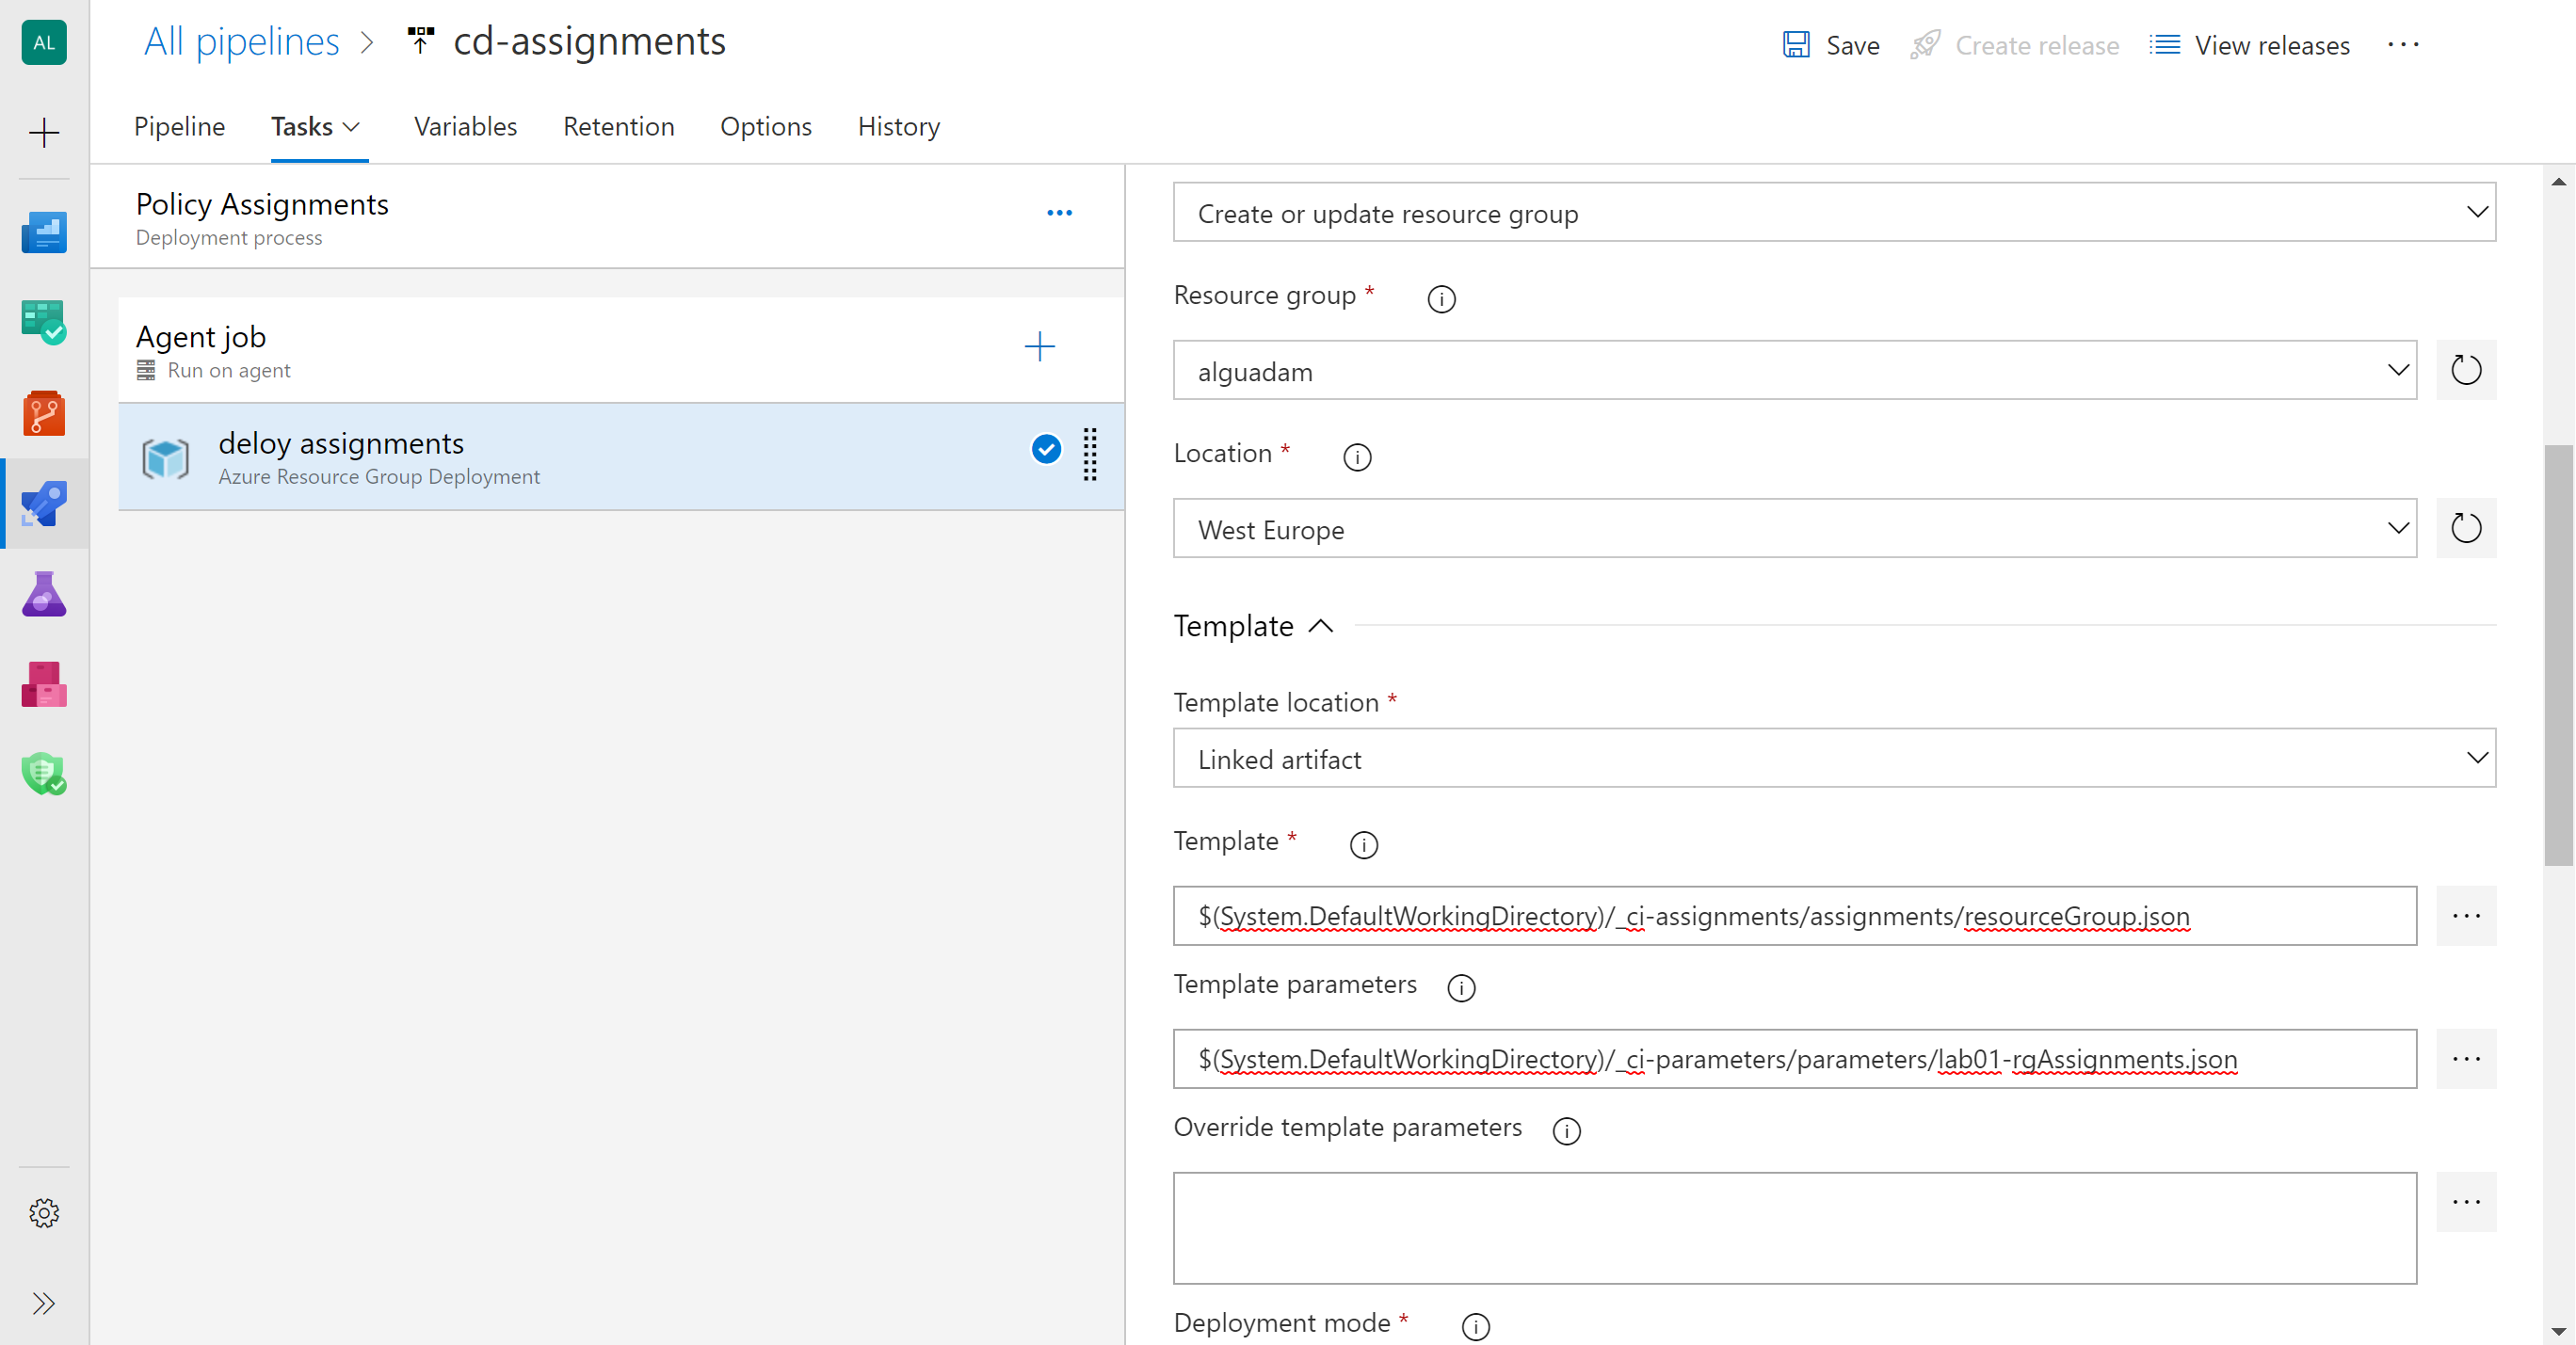 AL
All pipelines > cd-assignments
Save
Create release
View releases
Pipeline
Tasks
Variables
Retention
Options
History
Policy Assignments
Deployment process
Agent job
Run on agent
deloy assignments
Azure Resource Group Deployment
Create or update resource group
Resource group *
alguadam
Location *
West Europe
Template
Template location *
Linked artifact
Template *
$(System.DefaultWorkingDirectory)/_ci-assignments/assignments/resourceGroup.json
Template parameters
$(System.DefaultWorkingDirectory)/_ci-parameters/parameters/lab01-rgAssignments.json
Override template parameters
Deployment mode *